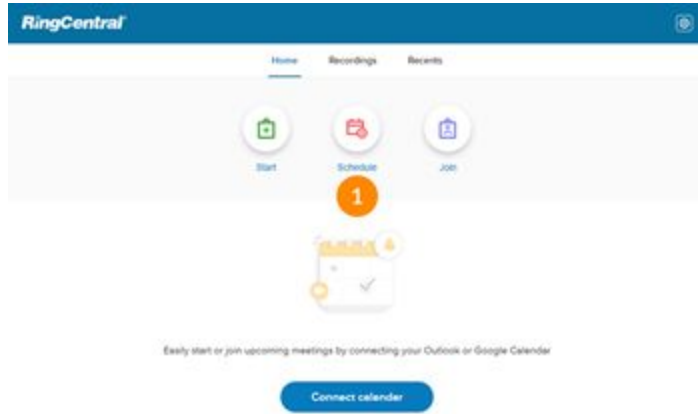 RingCentral
Home Recordings Recents
Start Schedule Join
1
Easily start or join upcoming meetings by connecting your Outlook or Google Calendar
Connect calender